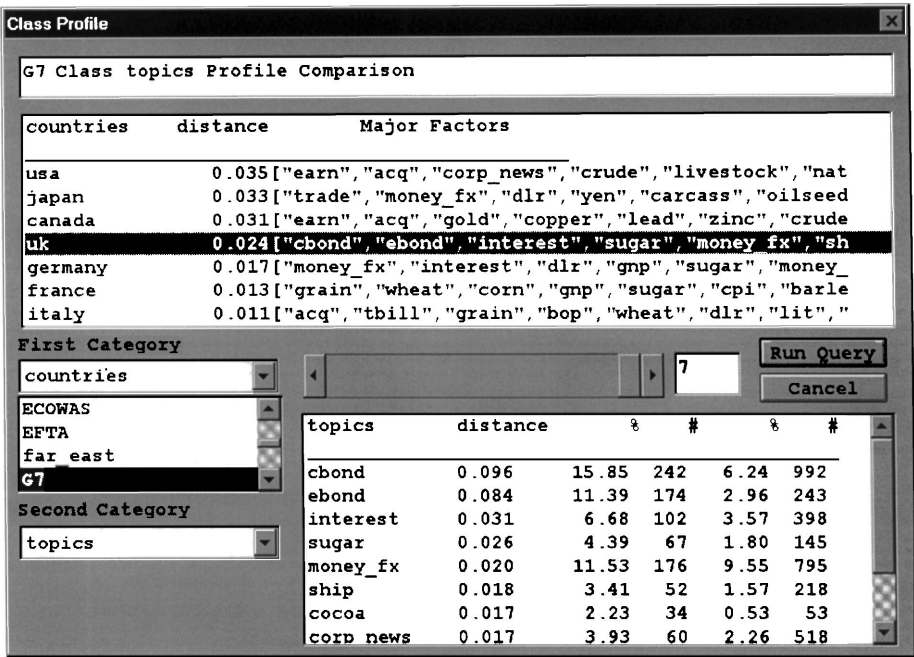 Class Profile
G7 Class topics Profile Comparison
countries distance Major Factors
usa 0.035["earn","acq","corp_news","crude","livestock","nat
japan 0.033["trade","money_fx","dlr","yen","carcass","oilseed
canada 0.031["earn","acq","gold","copper","lead","zinc","crude
uk 0.024["cbond","ebond","interest","sugar","money_fx","sh
germany 0.017["money_fx","interest","dlr","gnp","sugar","money_
france 0.013["grain","wheat","corn","gnp","sugar","cpi","barle
italy 0.011["acq","tbill","grain","bop","wheat","dlr","lit","
First Category
countries
ECOWAS
EFTA
far_east
G7
Second Category
topics
7
Run Query
Cancel
topics distance % # % #
cbond 0.096 15.85 242 6.24 992
ebond 0.084 11.39 174 2.96 243
interest 0.031 6.68 102 3.57 398
sugar 0.026 4.39 67 1.80 145
money_fx 0.020 11.53 176 9.55 795
ship 0.018 3.41 52 1.57 218
cocoa 0.017 2.23 34 0.53 53
corp_news 0.017 3.93 60 2.26 518